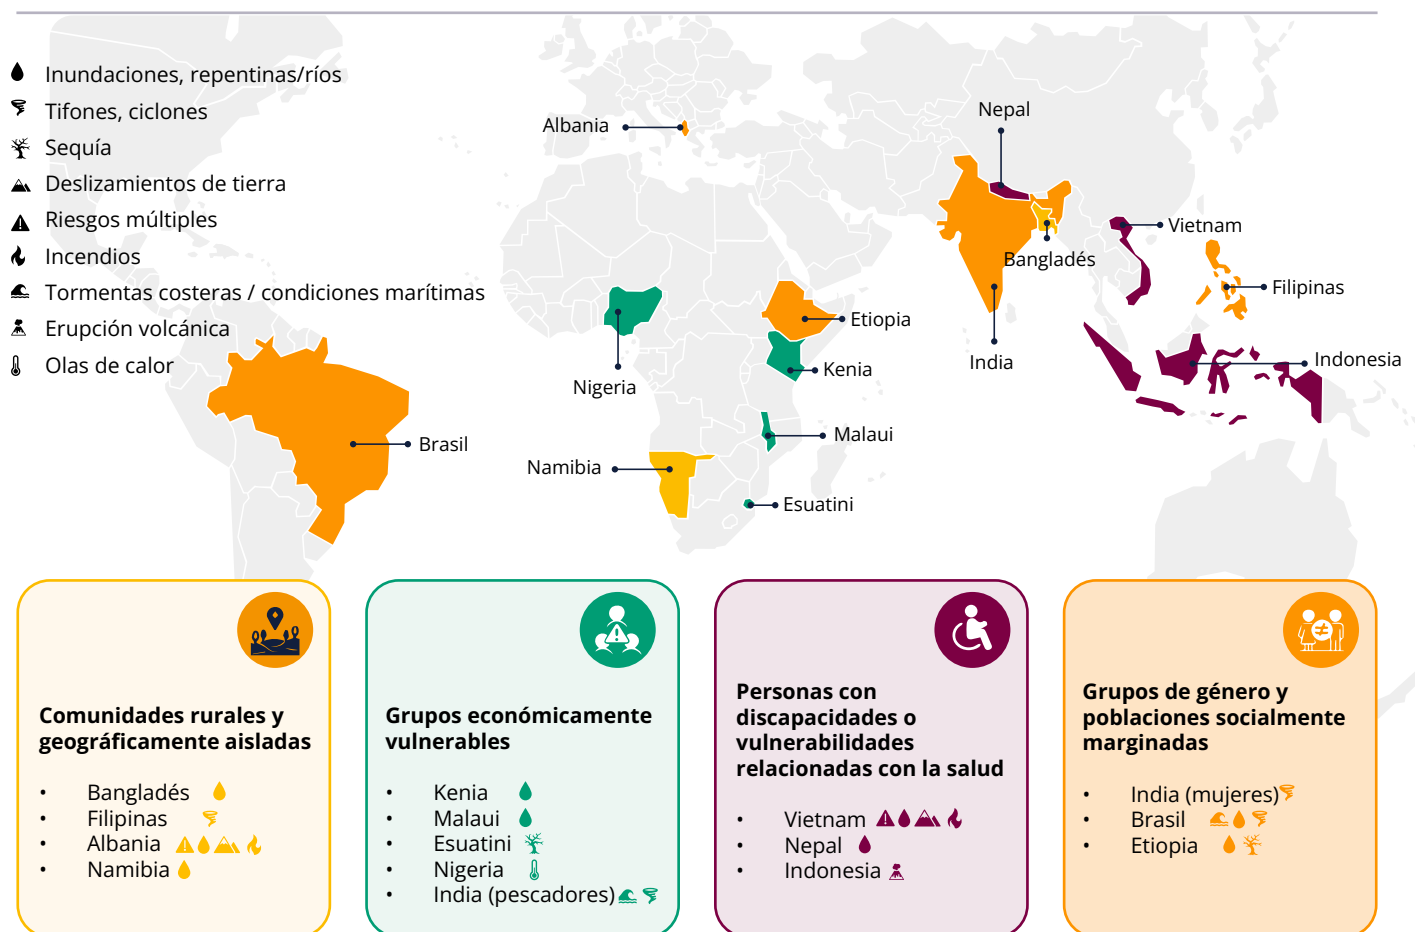 Inundaciones, repentinas/ríos
Tifones, ciclones
Sequía
Deslizamientos de tierra
Riesgos múltiples
Incendios
Tormentas costeras / condiciones marítimas
Erupción volcánica
Olas de calor
Albania
Nepal
Vietnam
Bangladés
Filipinas
Etiopia
India
Indonesia
Kenia
Nigeria
Malaui
Brasil
Namibia
Esuatini
Comunidades rurales y
geográficamente aisladas
• Bangladés
• Filipinas
• Albania
• Namibia
Grupos económicamente
vulnerables
• Kenia
• Malaui
• Esuatini
• Nigeria
• India (pescadores)
Personas con
discapacidades o
vulnerabilidades
relacionadas con la salud
• Vietnam
• Nepal
• Indonesia
Grupos de género y
poblaciones socialmente
marginadas
• India (mujeres)
• Brasil
• Etiopia